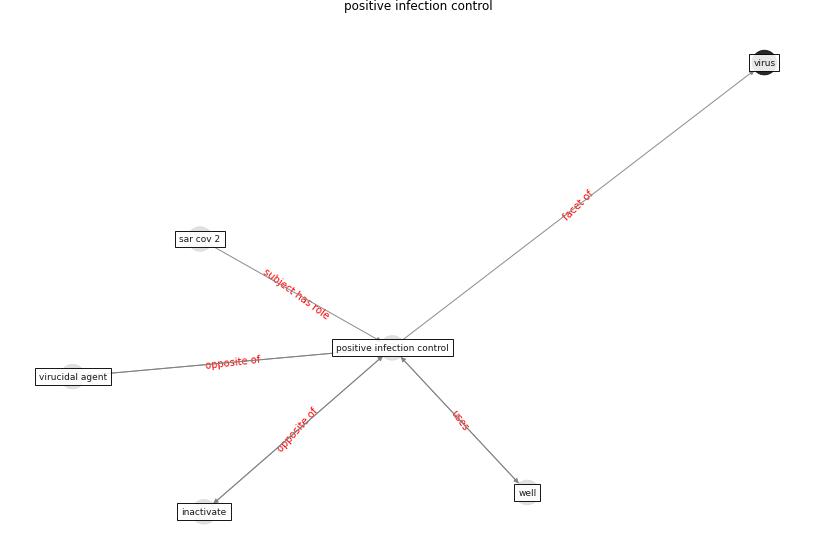 positive infection control
virus
facet of
sar cov 2
subject has role
positive infection control
opposite of
virucidal agent
opposite of
uses
well
inactivate